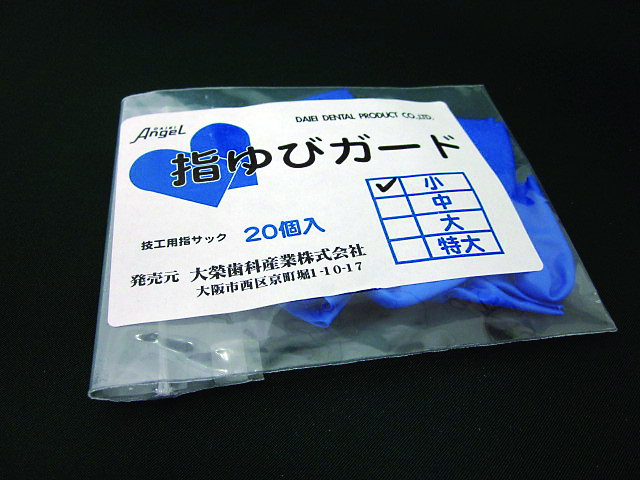 DAIEI
AngeL
DAIEI DENTAL PRODUCT CO.,LTD.
指ゆびガード
✓ 小
中
大
特大
技工用指サック 20個入
発売元 大榮歯科産業株式会社
大阪市西区京町堀1-10-17